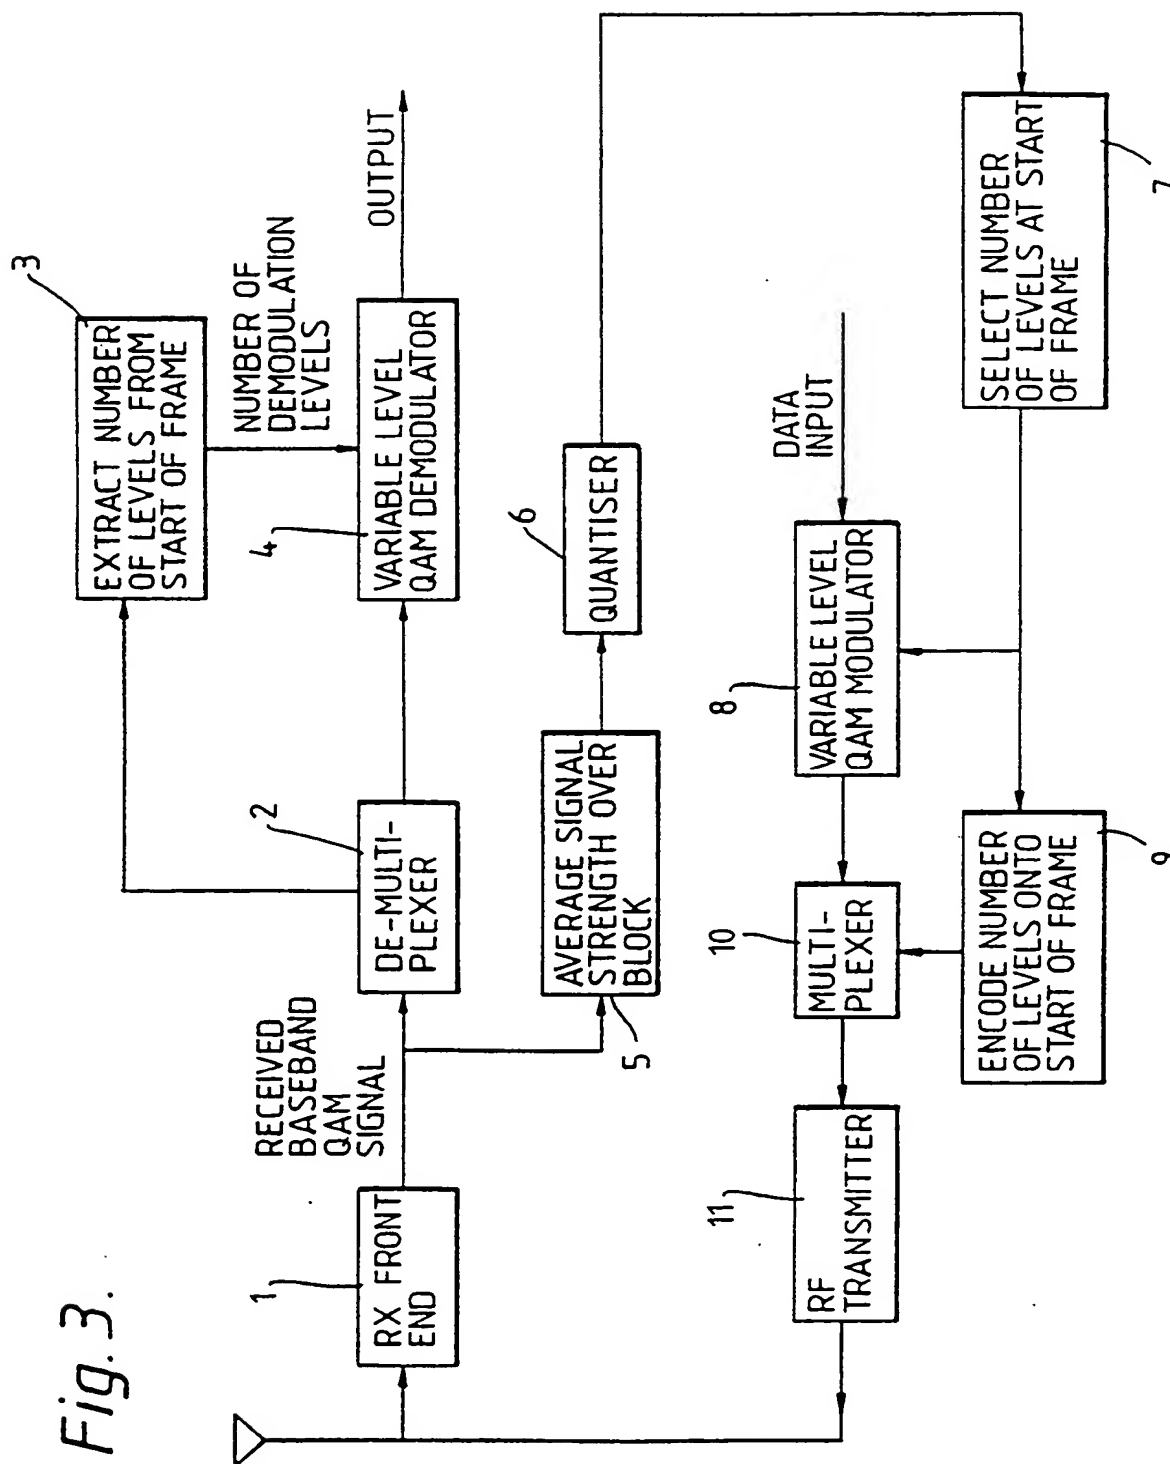 Fig. 3.
1
RX FRONT
END
RECEIVED
BASEBAND
QAM
SIGNAL
2
DE-MULTI-
PLEXER
3
EXTRACT NUMBER
OF LEVELS FROM
START OF FRAME
NUMBER OF
DEMODULATION
LEVELS
4
VARIABLE LEVEL
QAM DEMODULATOR
OUTPUT
5
AVERAGE SIGNAL
STRENGTH OVER
BLOCK
6
QUANTISER
7
SELECT NUMBER
OF LEVELS AT START
OF FRAME
DATA
INPUT
8
VARIABLE LEVEL
QAM MODULATOR
9
ENCODE NUMBER
OF LEVELS ONTO
START OF FRAME
10
MULTI-
PLEXER
11
RF
TRANSMITTER